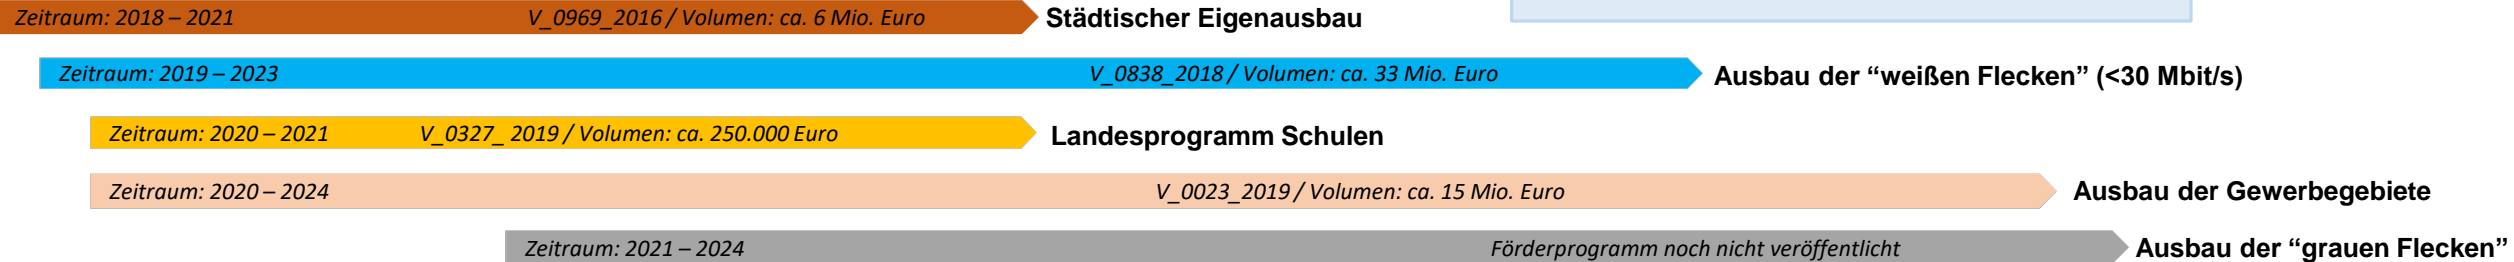 Zeitraum: 2018 – 2021 V_0969_2016 / Volumen: ca. 6 Mio. Euro Städtischer Eigenausbau
Zeitraum: 2019 – 2023 V_0838_2018 / Volumen: ca. 33 Mio. Euro Ausbau der “weißen Flecken” (<30 Mbit/s)
Zeitraum: 2020 – 2021 V_0327_ 2019 / Volumen: ca. 250.000 Euro Landesprogramm Schulen
Zeitraum: 2020 – 2024 V_0023_2019 / Volumen: ca. 15 Mio. Euro Ausbau der Gewerbegebiete
Zeitraum: 2021 – 2024 Förderprogramm noch nicht veröffentlicht Ausbau der “grauen Flecken”